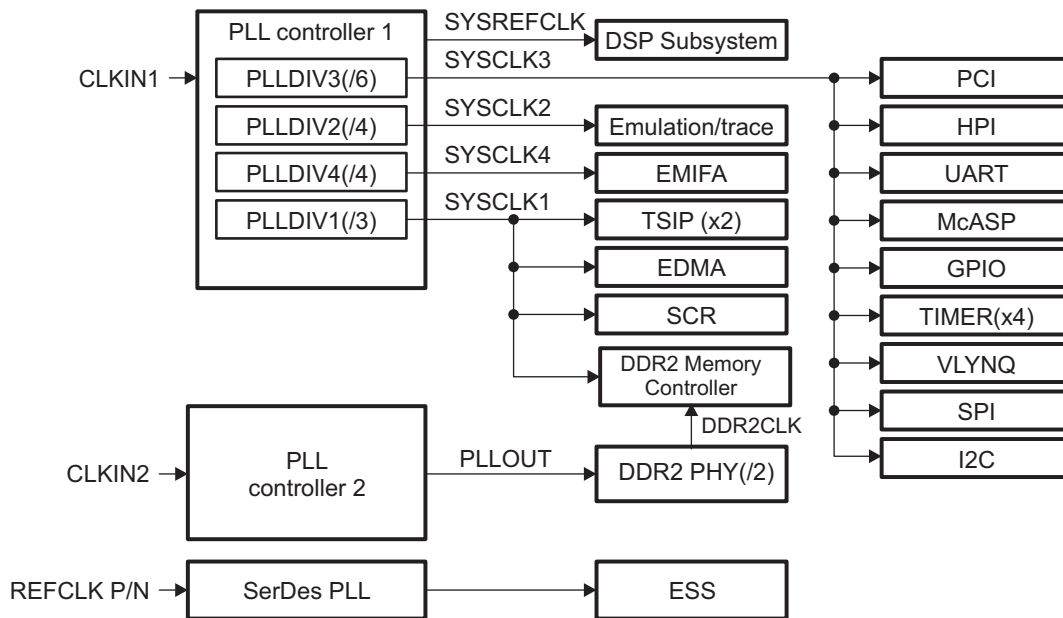 PLL controller 1
SYSREFCLK
DSP Subsystem
CLKIN1
PLLDIV3(/6)
SYSCLK3
PCI
PLLDIV2(/4)
SYSCLK2
Emulation/trace
HPI
PLLDIV4(/4)
SYSCLK4
EMIFA
UART
PLLDIV1(/3)
SYSCLK1
TSIP (x2)
McASP
EDMA
GPIO
SCR
TIMER(x4)
DDR2 Memory
Controller
VLYNQ
DDR2CLK
SPI
CLKIN2
PLL
controller 2
PLLOUT
DDR2 PHY(/2)
I2C
REFCLK P/N
SerDes PLL
ESS